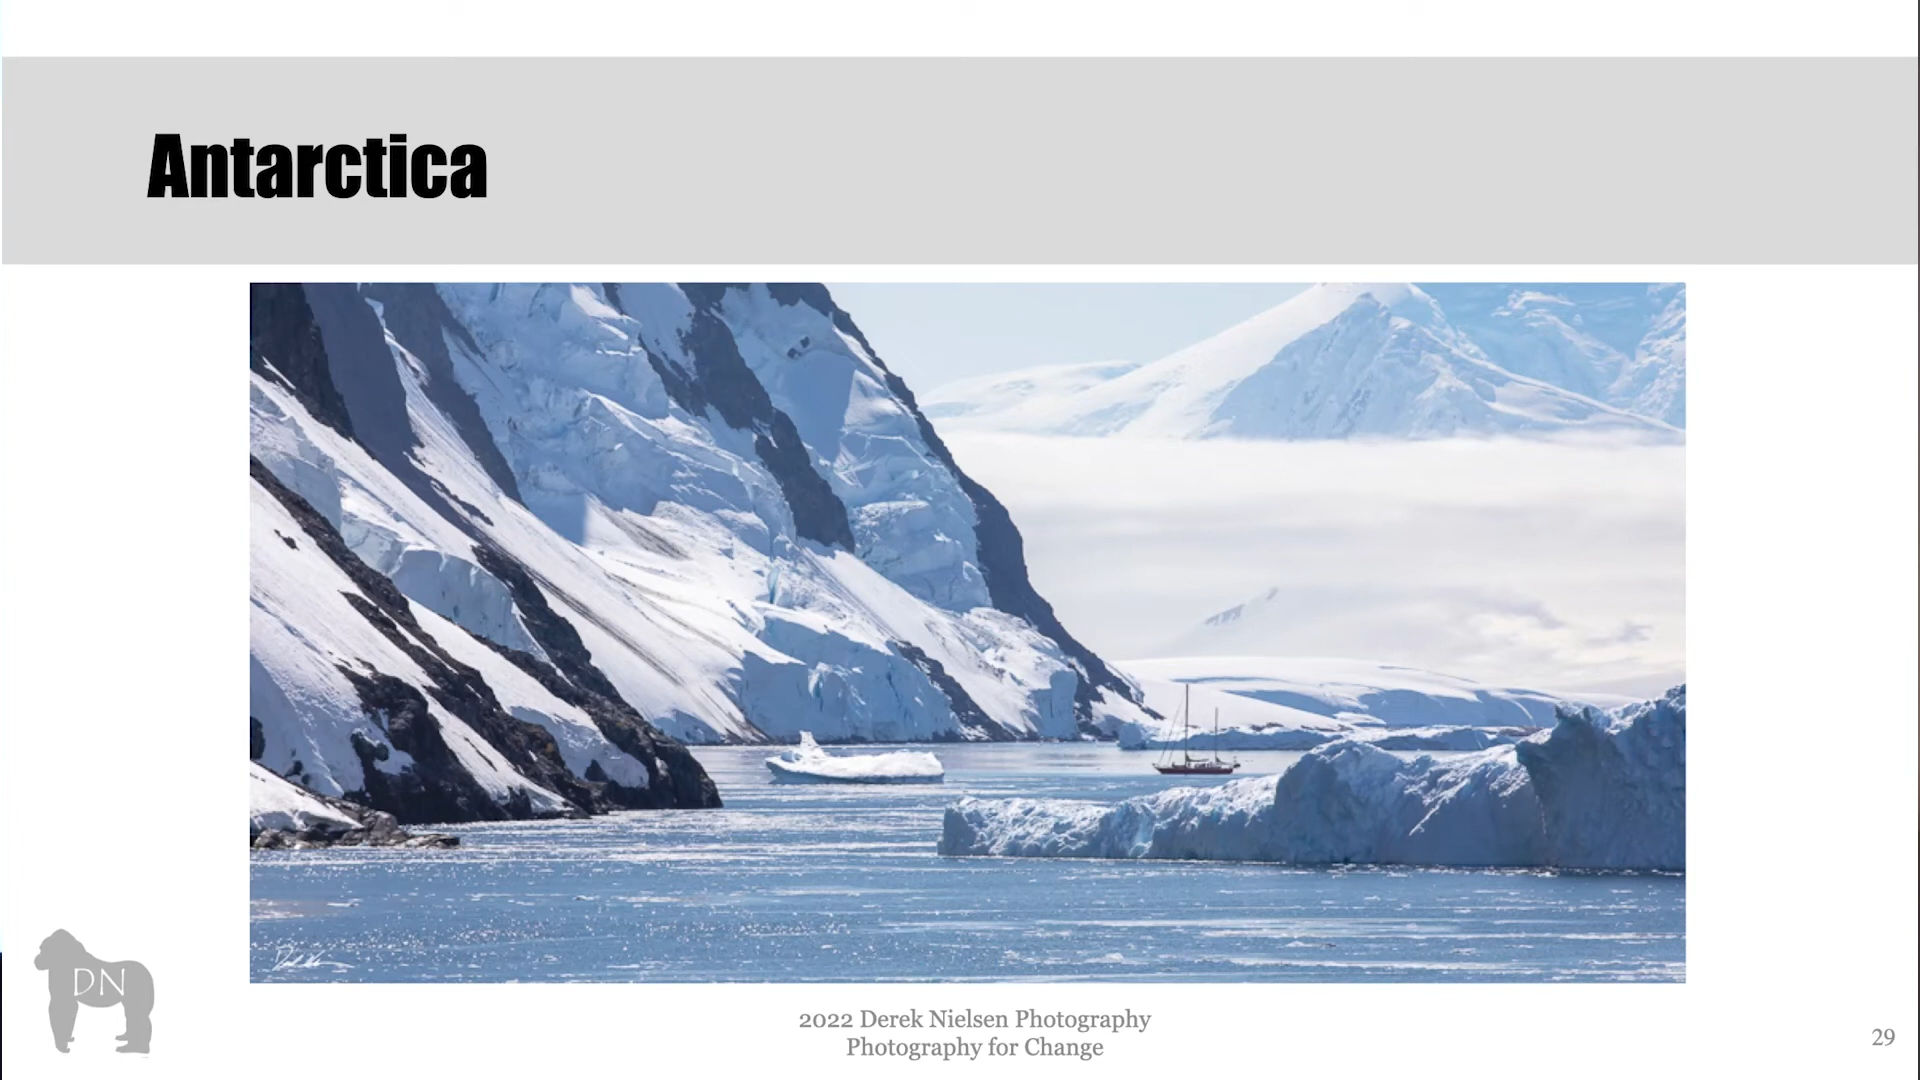 Antarctica
DN
2022 Derek Nielsen Photography
Photography for Change
29